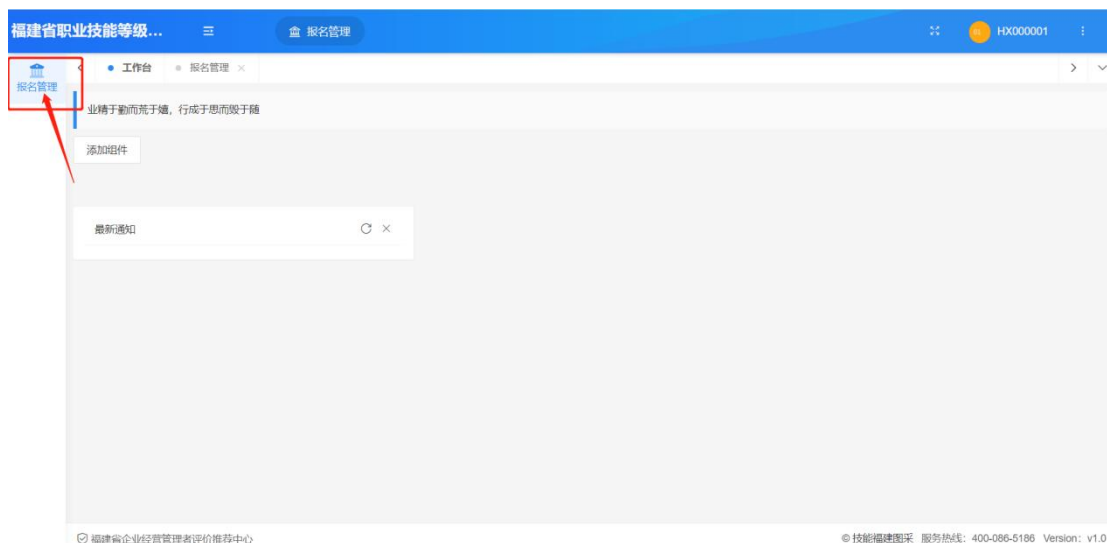 福建省职业技能等级...
报名管理
HX000001
报名管理
工作台
报名管理
业精于勤而荒于嬉，行成于思而毁于随
添加组件
最新通知
福建省企业经营管理者评价推荐中心
© 技能福建图采 服务热线：400-086-5186 Version：v1.0